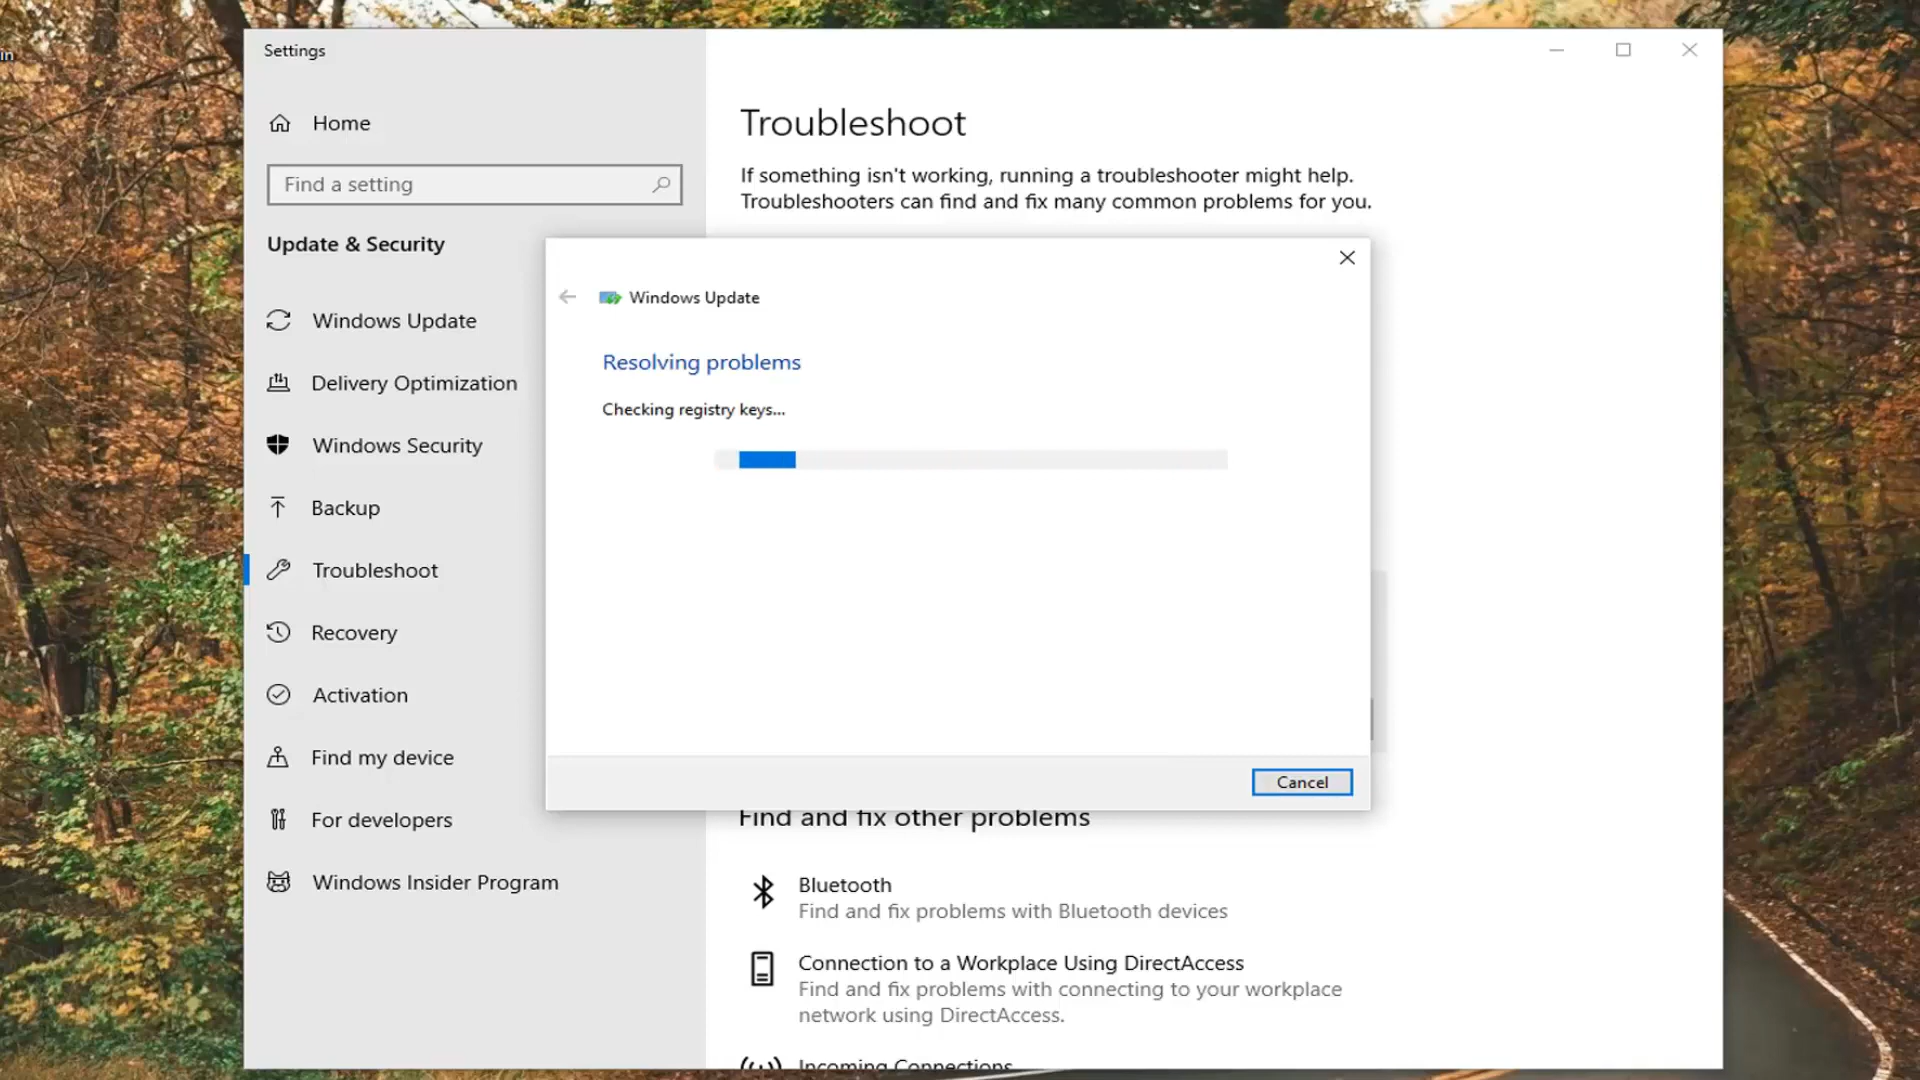 in
Settings
Home
Find a setting
Update & Security
Windows Update
Delivery Optimization
Windows Security
Backup
Troubleshoot
Recovery
Activation
Find my device
For developers
Windows Insider Program
Troubleshoot
If something isn't working, running a troubleshooter might help.
Troubleshooters can find and fix many common problems for you.
Windows Update
Resolving problems
Checking registry keys...
Cancel
Find and fix other problems
Bluetooth
Find and fix problems with Bluetooth devices
Connection to a Workplace Using DirectAccess
Find and fix problems with connecting to your workplace
network using DirectAccess.
Incoming Connections